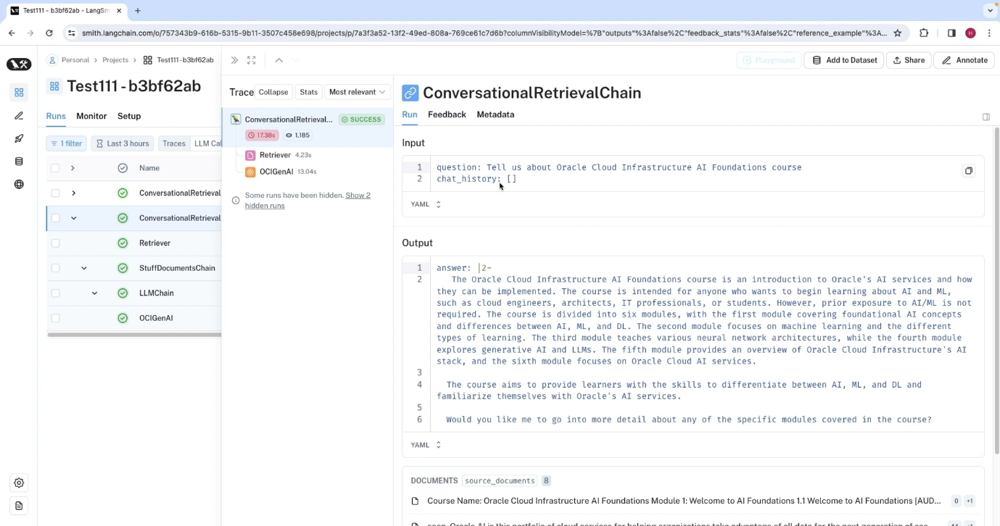 Test111 - b3bf62ab - LangSm
smith.langchain.com/o/757343b9-616b-5315-9b11-3507c458e698/projects/p/7a3f3a52-13f2-49ed-808a-769ce61c7d6b?columnVisibilityModel=%7B"outputs"%3Afalse%2C"feedback_stats"%3Afalse%2C"reference_example"%3A...
H
Personal > Projects > Test111-b3bf62ab
Playground
Add to Dataset
Share
Annotate
Test111 - b3bf62ab
Runs
Monitor
Setup
1 filter
Last 3 hours
Traces
LLM Cal
Name
ConversationalRetrieval
ConversationalRetrieval
Retriever
StuffDocumentsChain
LLMChain
OCIGenAI
Trace
Collapse
Stats
Most relevant
ConversationalRetrieval...
SUCCESS
17.38s
1,185
Retriever 4.23s
OCIGenAI 13.04s
Some runs have been hidden. Show 2
hidden runs
ConversationalRetrievalChain
Run
Feedback
Metadata
Input
1 question: Tell us about Oracle Cloud Infrastructure AI Foundations course
2 chat_history: []
YAML
Output
1 answer: |2-
2 The Oracle Cloud Infrastructure AI Foundations course is an introduction to Oracle's AI services and how
they can be implemented. The course is intended for anyone who wants to begin learning about AI and ML,
such as cloud engineers, architects, IT professionals, or students. However, prior exposure to AI/ML is not
required. The course is divided into six modules, with the first module covering foundational AI concepts
and differences between AI, ML, and DL. The second module focuses on machine learning and the different
types of learning. The third module teaches various neural network architectures, while the fourth module
explores generative AI and LLMs. The fifth module provides an overview of Oracle Cloud Infrastructure's AI
stack, and the sixth module focuses on Oracle Cloud AI services.
3
4 The course aims to provide learners with the skills to differentiate between AI, ML, and DL and
familiarize themselves with Oracle's AI services.
5
6 Would you like me to go into more detail about any of the specific modules covered in the course?
YAML
DOCUMENTS source_documents 8
Course Name: Oracle Cloud Infrastructure AI Foundations Module 1: Welcome to AI Foundations 1.1 Welcome to AI Foundations [AUD... 0 +1